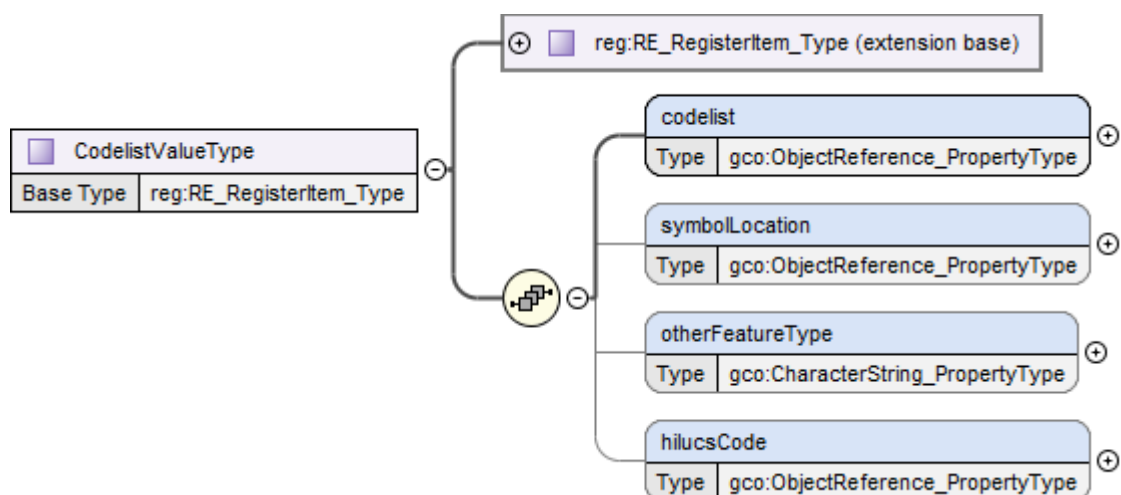 reg:RE_RegisterItem_Type (extension base)
CodelistValueType
Base Type reg:RE_RegisterItem_Type
codelist
Type gco:ObjectReference_PropertyType
symbolLocation
Type gco:ObjectReference_PropertyType
otherFeatureType
Type gco:CharacterString_PropertyType
hilucsCode
Type gco:ObjectReference_PropertyType